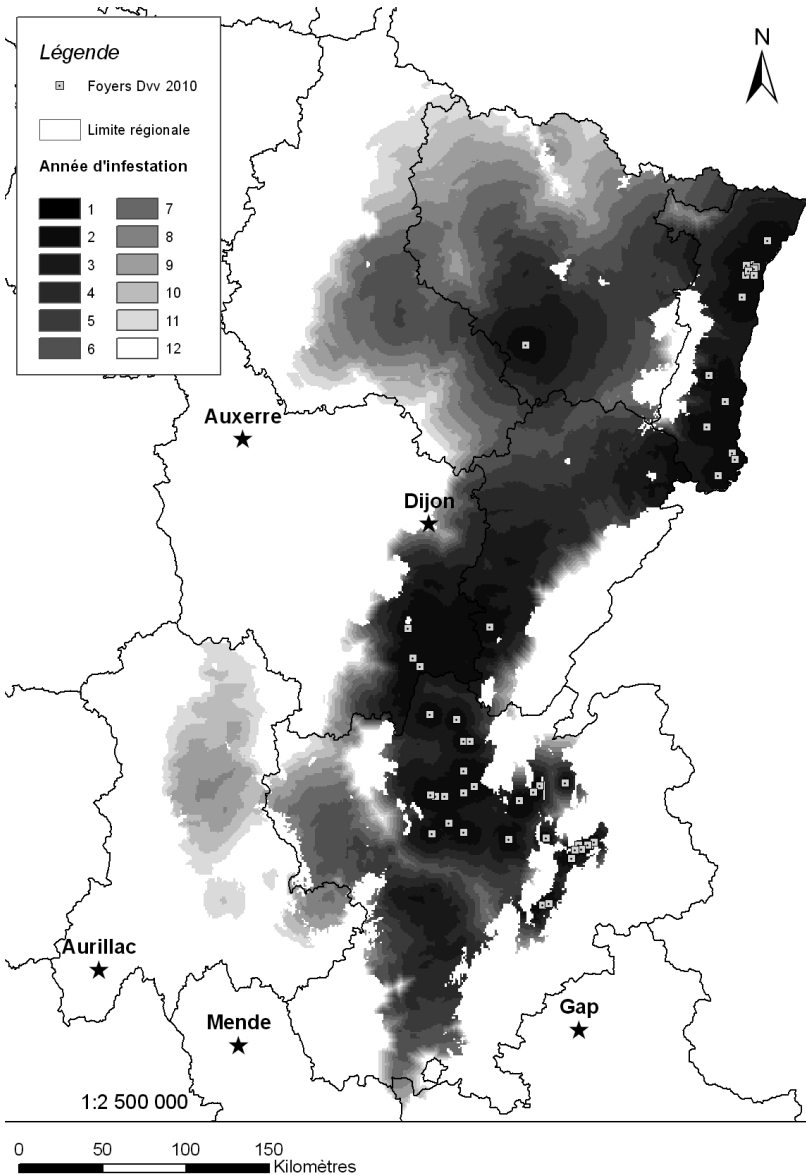 Légende
Foyers Dvv 2010
Limite régionale
Année d'infestation
1 7
2 8
3 9
4 10
5 11
6 12
N
Auxerre
Dijon
Aurillac
Mende
Gap
1:2 500 000
0 50 100 150
Kilomètres